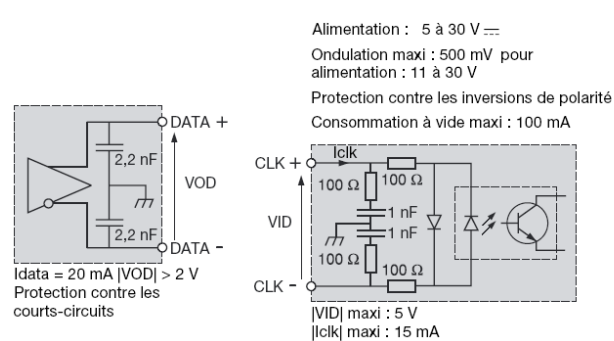 Alimentation : 5 à 30 V ⎓
Ondulation maxi : 500 mV pour
alimentation : 11 à 30 V
Protection contre les inversions de polarité
Consommation à vide maxi : 100 mA
DATA +
2,2 nF
VOD
2,2 nF
DATA -
Idata = 20 mA |VOD| > 2 V
Protection contre les
courts-circuits
CLK +
Iclk
100 Ω
100 Ω
1 nF
VID
1 nF
100 Ω
100 Ω
CLK -
|VID| maxi : 5 V
|Iclk| maxi : 15 mA